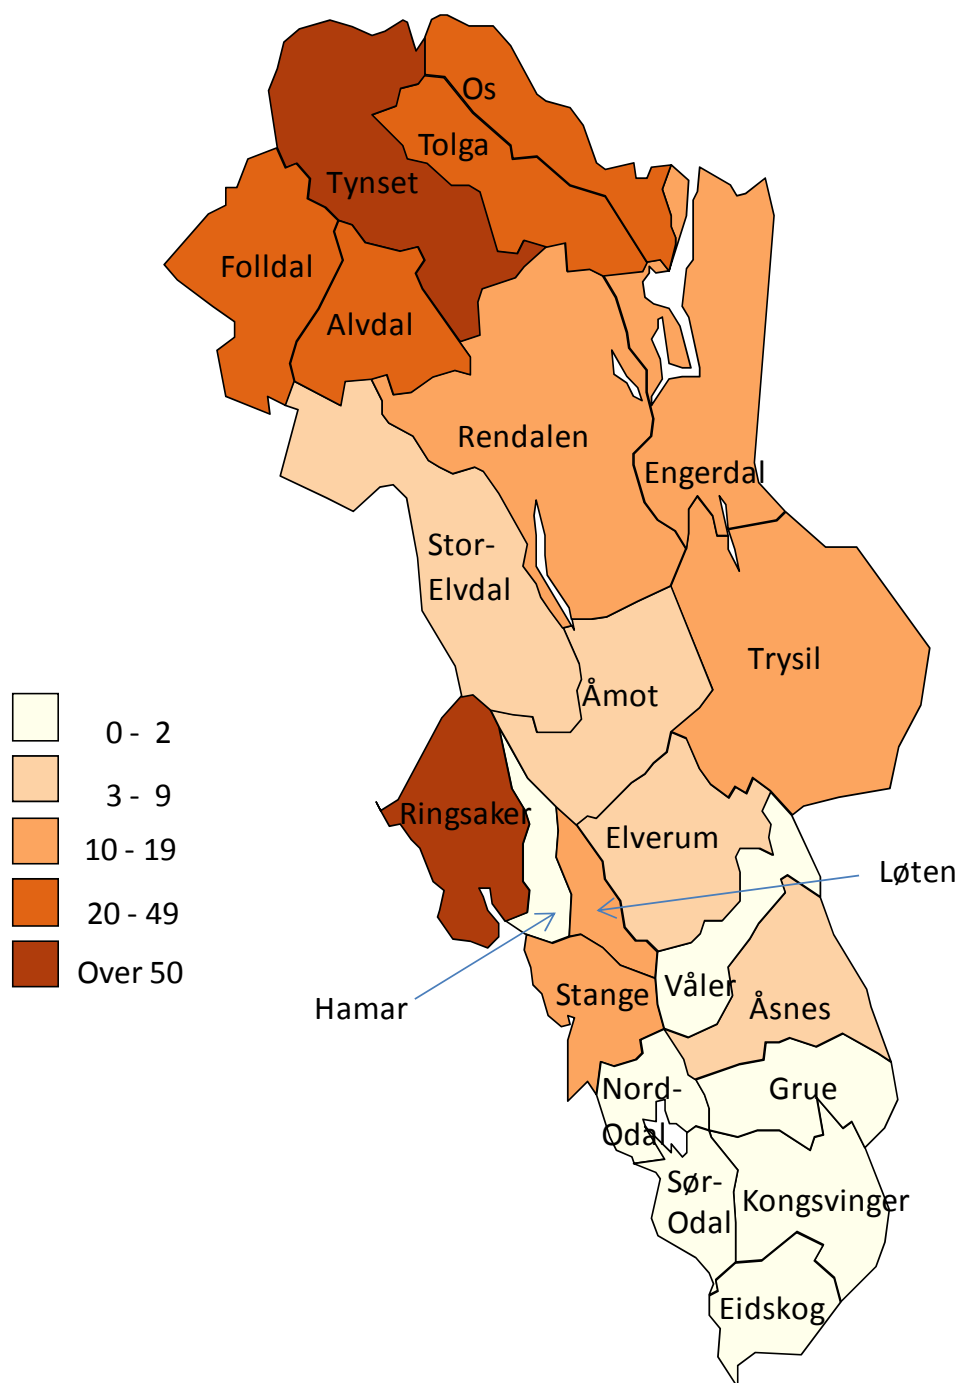 Os
Tolga
Tynset
Folldal
Alvdal
Rendalen
Engerdal
Stor-
Elvdal
Trysil
Åmot
0 - 2
3 - 9
10 - 19
20 - 49
Over 50
Ringsaker
Elverum
Løten
Hamar
Stange
Våler
Åsnes
Nord-
Odal
Grue
Sør-
Odal
Kongsvinger
Eidskog